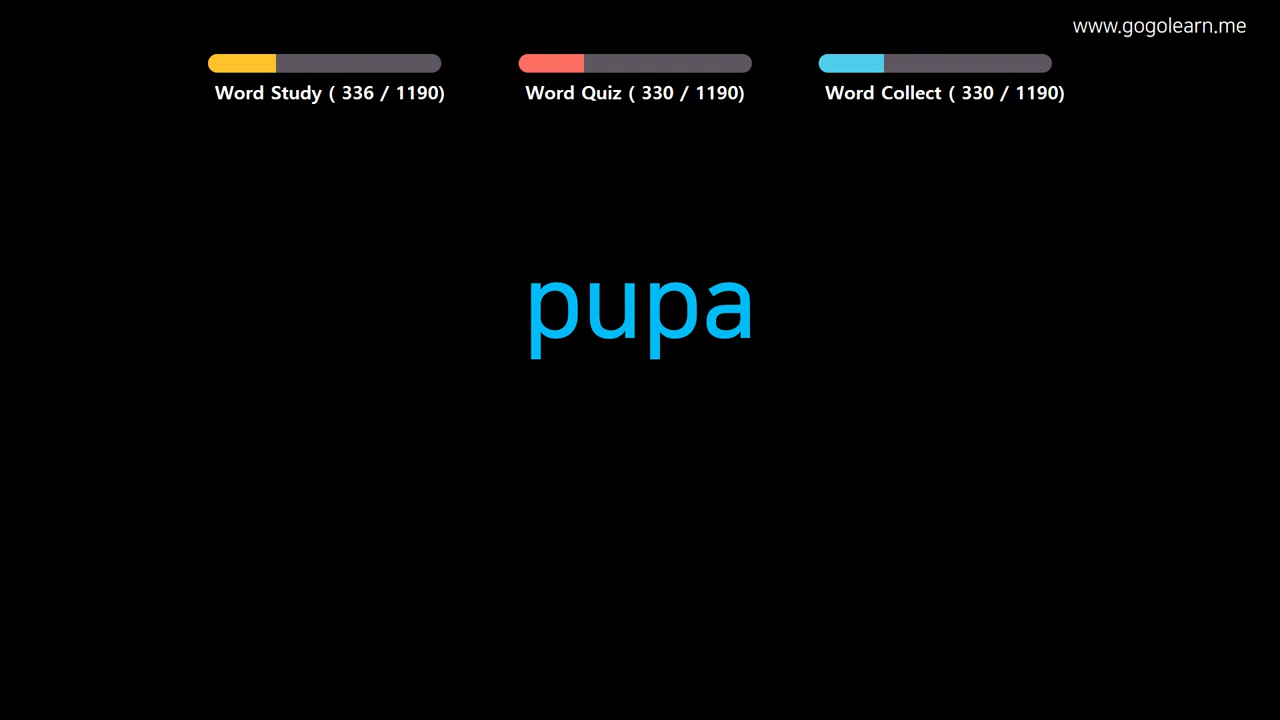 www.gogolearn.me
Word Study ( 336 / 1190)
Word Quiz ( 330 / 1190)
Word Collect ( 330 / 1190)
pupa